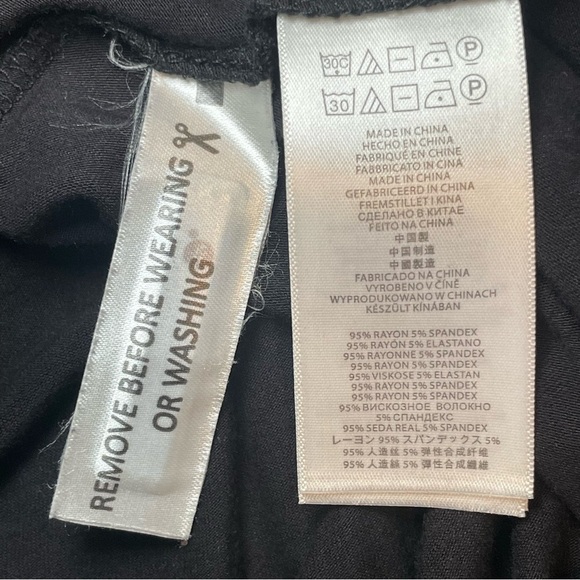 REMOVE BEFORE WEARING
OR WASHING
30C P
30 P
MADE IN CHINA
HECHO EN CHINA
FABRIQUÉ EN CHINE
FABBRICATO IN CINA
MADE IN CHINA
GEFABRICEERD IN CHINA
FREMSTILLET I KINA
СДЕЛАНО В КИТАЕ
FEITO NA CHINA
中国製
中国制造
中國製造
FABRICADO NA CHINA
VYROBENO V ČÍNĚ
WYPRODUKOWANO W CHINACH
KÉSZÜLT KÍNÁBAN
95% RAYON 5% SPANDEX
95% RAYÓN 5% ELASTANO
95% RAYONNE 5% SPANDEX
95% RAYON 5% SPANDEX
95% VISKOSE 5% ELASTAN
95% RAYON 5% SPANDEX
95% RAYON 5% SPANDEX
95% ВИСКОЗНОЕ ВОЛОКНО
5% СПАНДЕКС
95% SEDA REAL 5% SPANDEX
レーヨン 95% スパンデックス 5%
95% 人造丝 5% 弹性合成纤维
95% 人造絲 5% 彈性合成纖維